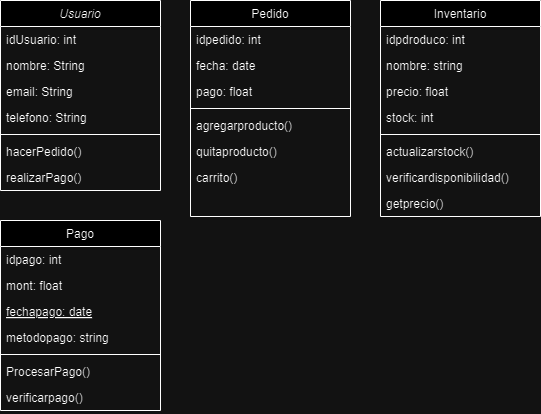 Usuario
idUsuario: int
nombre: String
email: String
telefono: String
hacerPedido()
realizarPago()
Pedido
idpedido: int
fecha: date
pago: float
agregarproducto()
quitaproducto()
carrito()
Inventario
idpdroduco: int
nombre: string
precio: float
stock: int
actualizarstock()
verificardisponibilidad()
getprecio()
Pago
idpago: int
mont: float
fechapago: date
metodopago: string
ProcesarPago()
verificarpago()